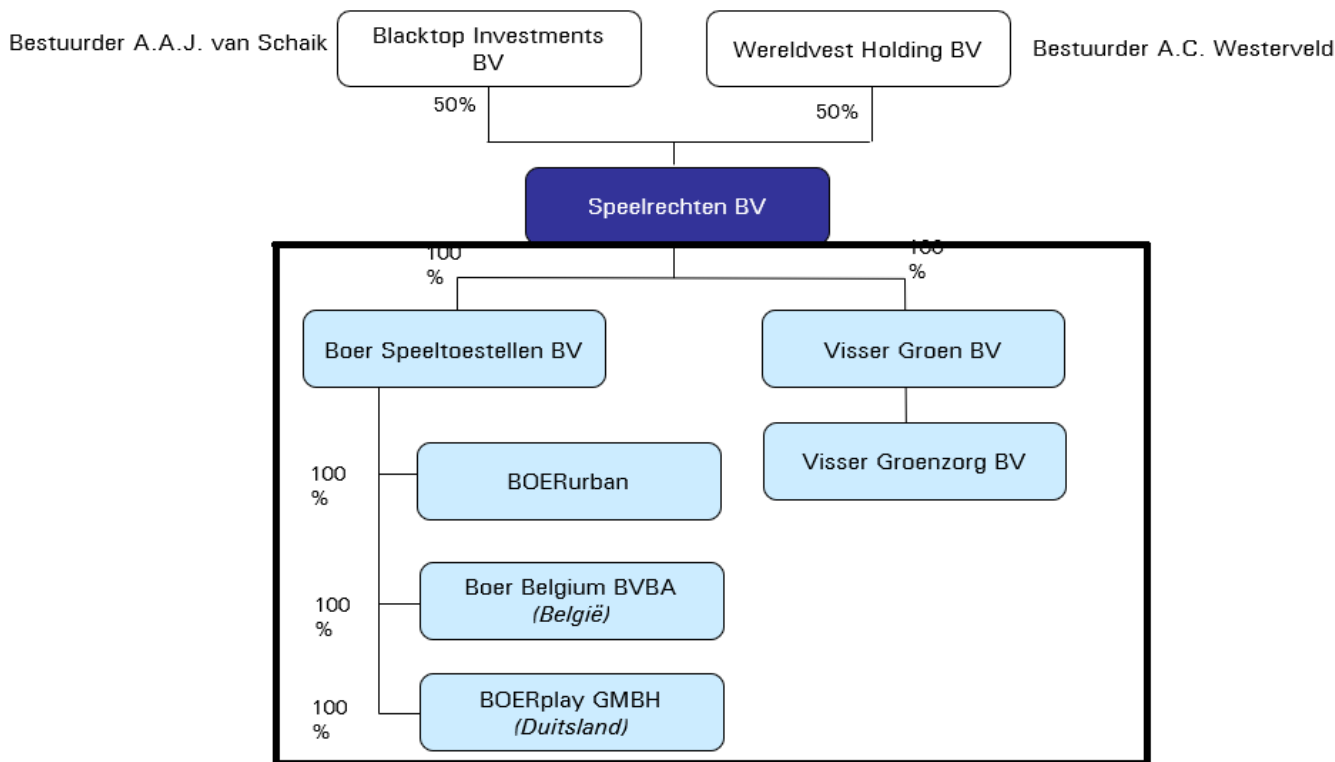 Bestuurder A.A.J. van Schaik
Blacktop Investments
BV
Wereldvest Holding BV
Bestuurder A.C. Westerveld
50%
50%
Speelrechten BV
100
%
100
%
Boer Speeltoestellen BV
Visser Groen BV
100
%
BOERurban
Visser Groenzorg BV
100
%
Boer Belgium BVBA
(België)
100
%
BOERplay GMBH
(Duitsland)